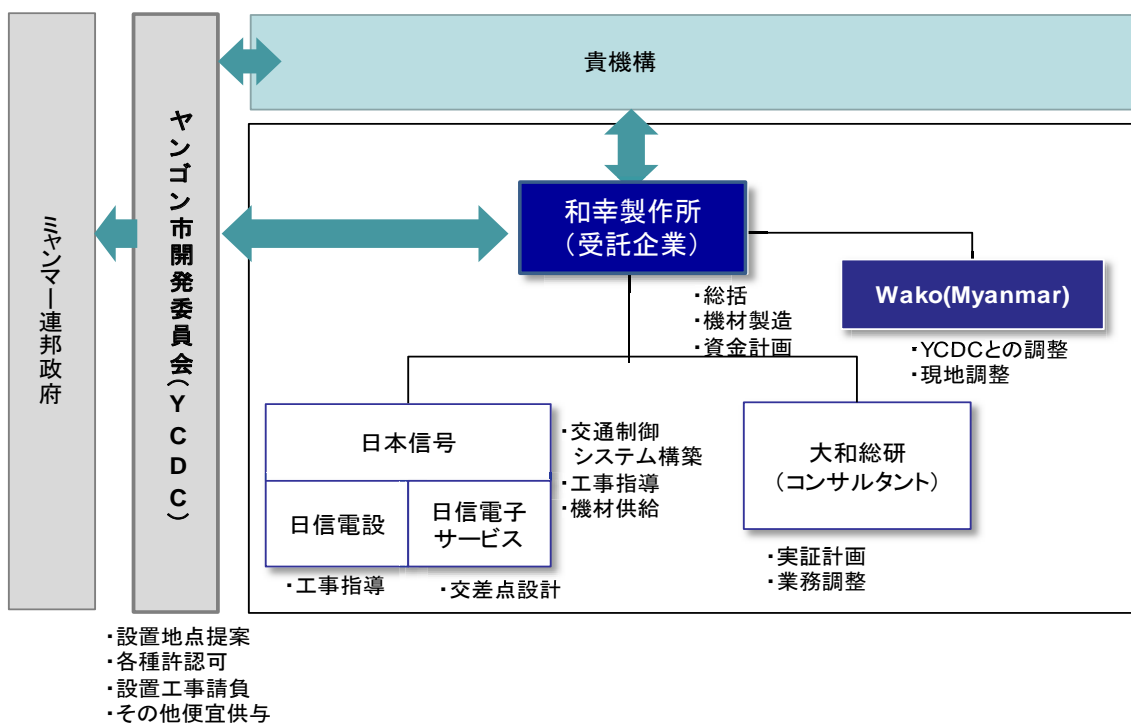 貴機構
ミャンマー連邦政府
ヤンゴン市開発委員会(YCDC)
和幸製作所
(受託企業)
・総括
・機材製造
・資金計画
Wako(Myanmar)
・YCDCとの調整
・現地調整
日本信号
・交通制御
システム構築
・工事指導
・機材供給
日信電設
日信電子
サービス
・工事指導
・交差点設計
大和総研
(コンサルタント)
・実証計画
・業務調整
・設置地点提案
・各種許認可
・設置工事請負
・その他便宜供与